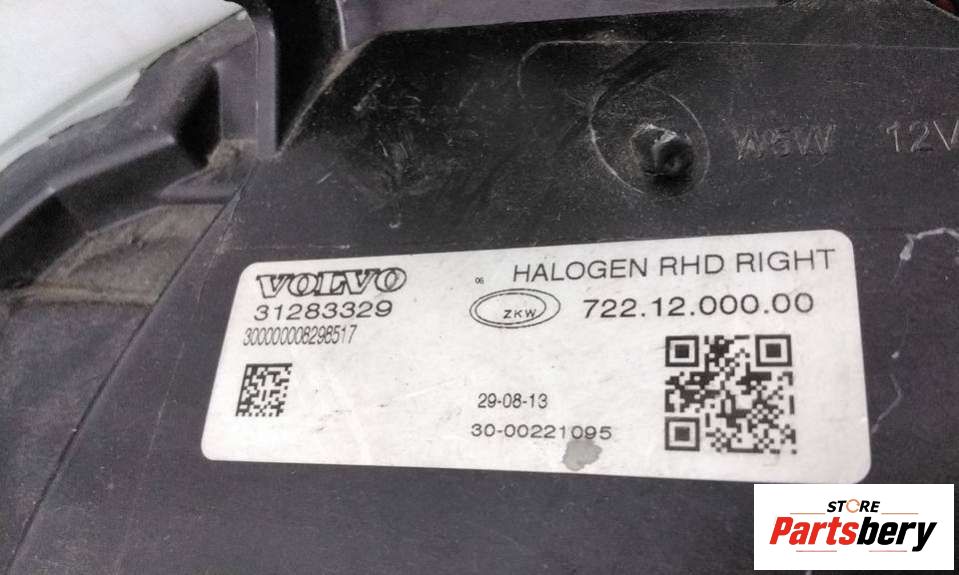 W5W 12V
VOLVO
31283329
300000008298517
06 HALOGEN RHD RIGHT
ZKW 722.12.000.00
29-08-13
30-00221095
STORE
Partsbery